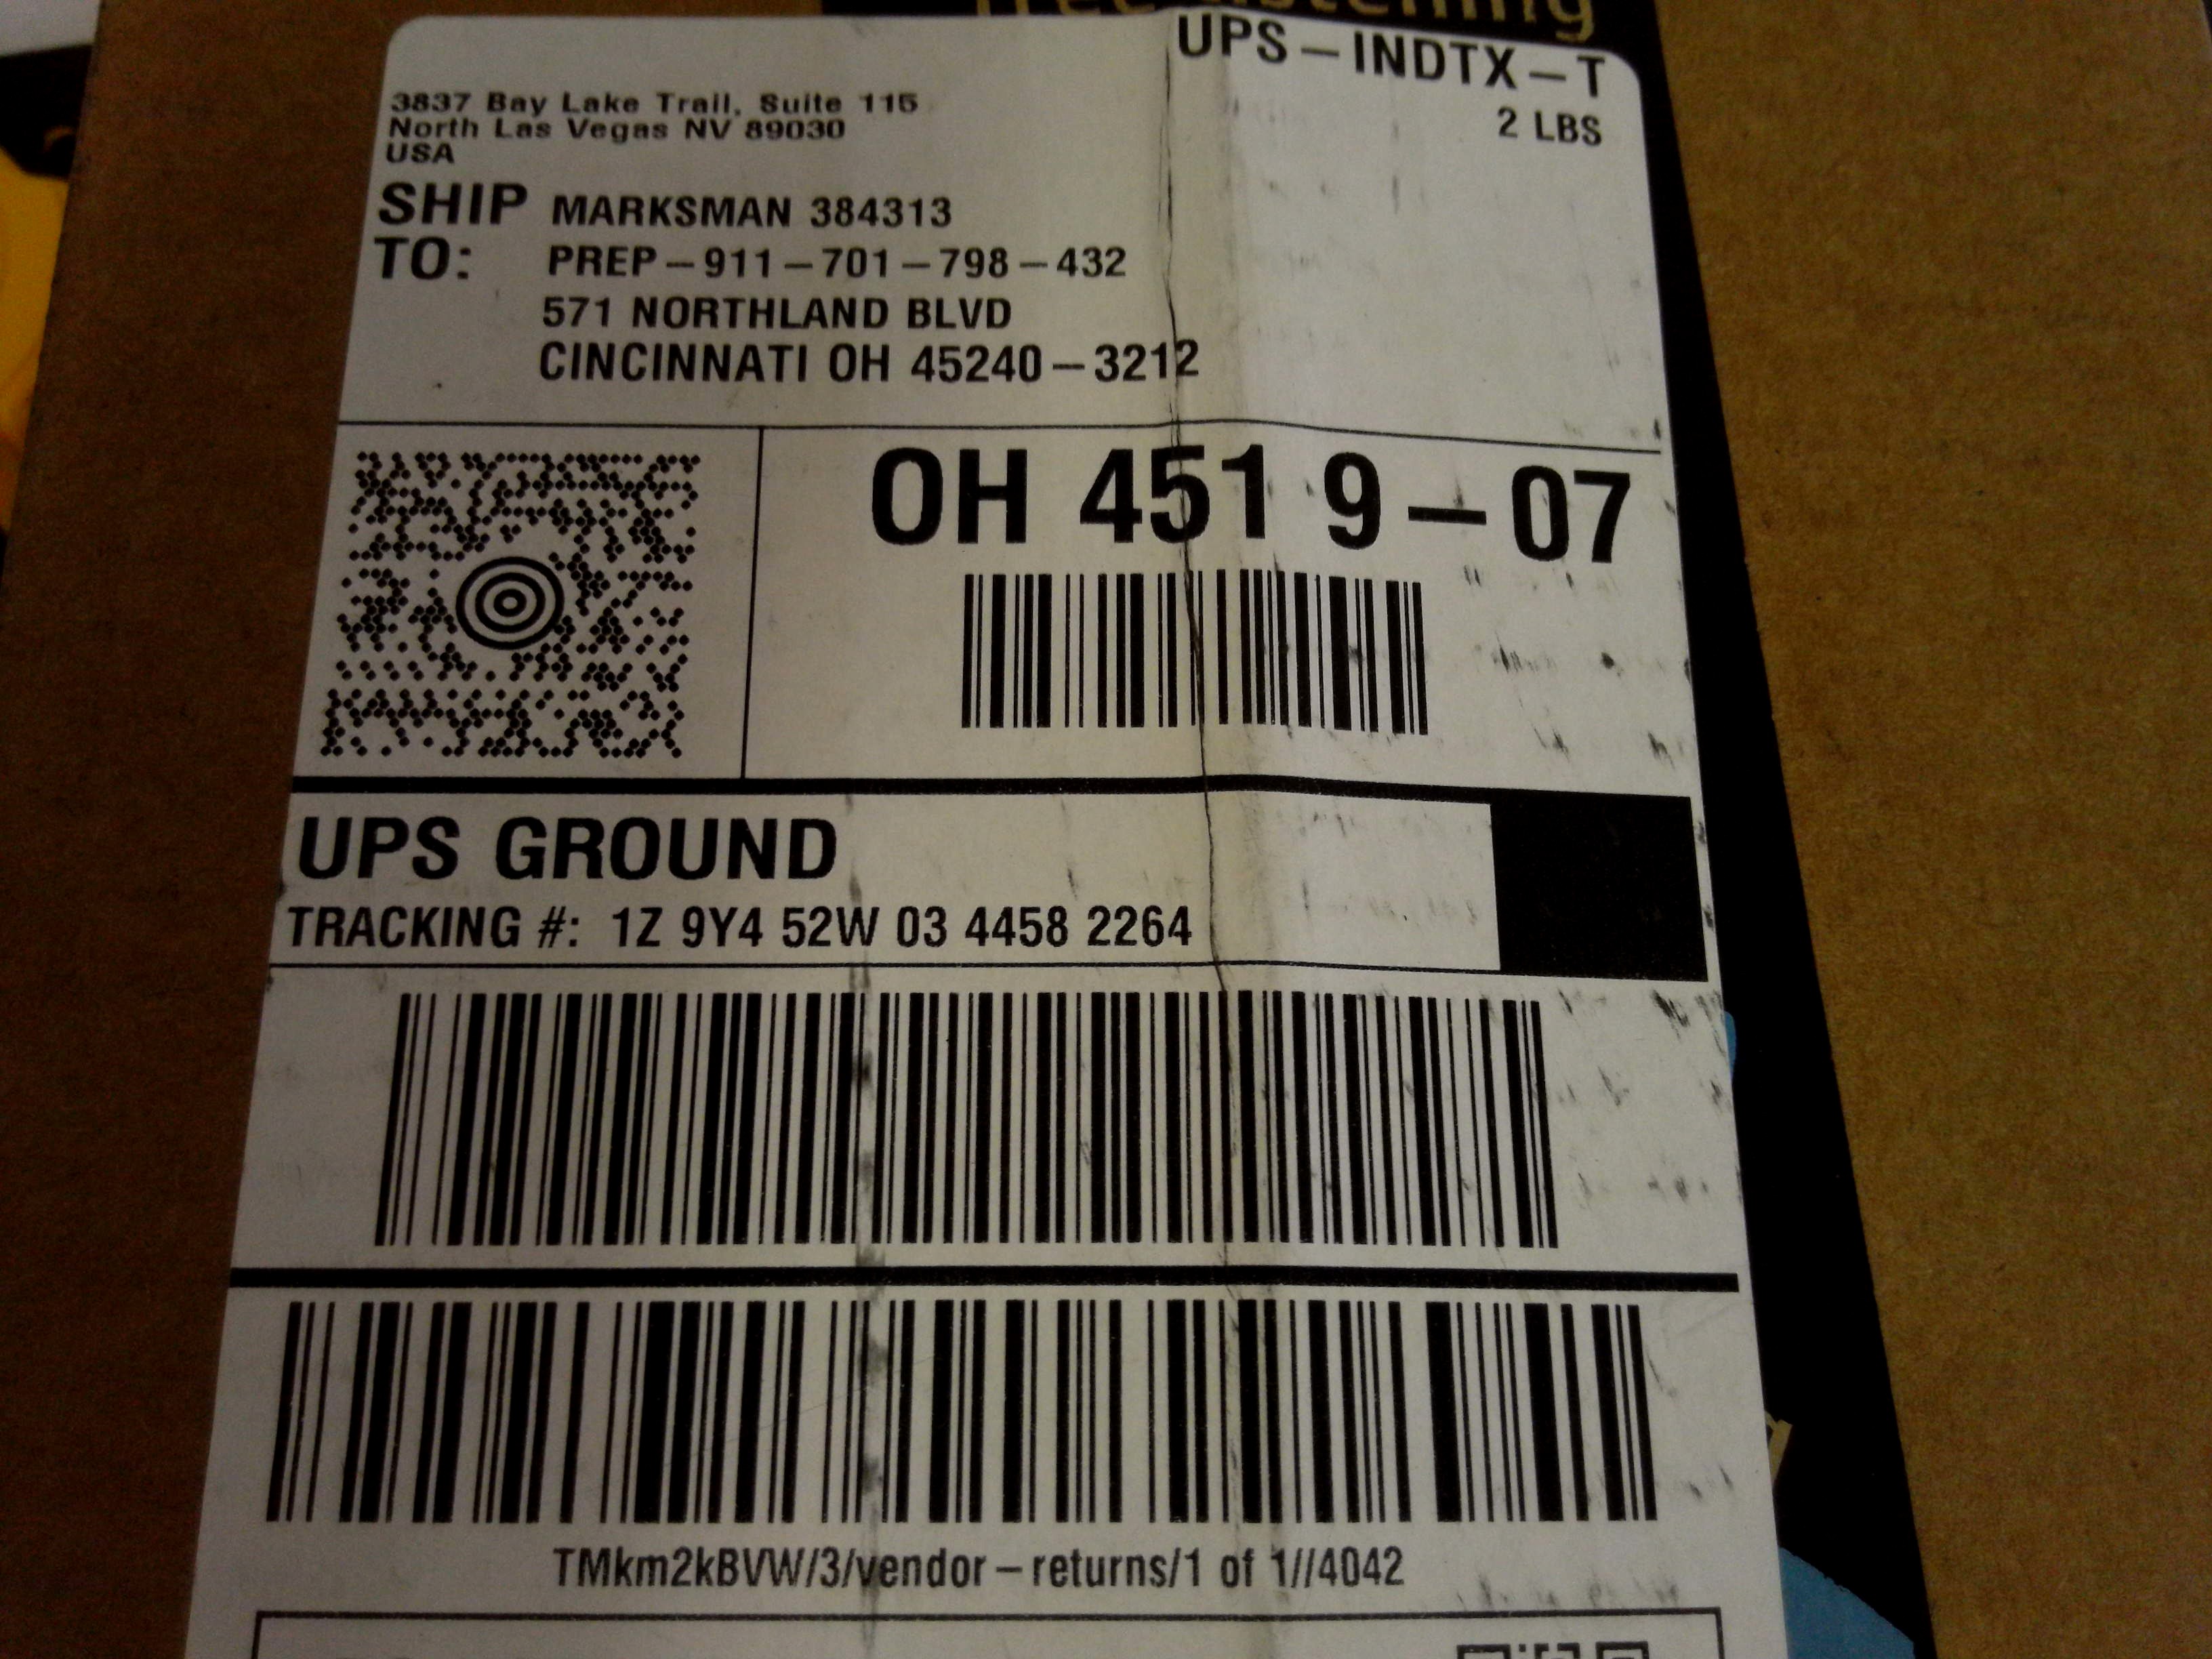 free listening
UPS-INDTX-T
2 LBS
3837 Bay Lake Trail, Suite 115
North Las Vegas NV 89030
USA
SHIP TO:
MARKSMAN 384313
PREP-911-701-798-432
571 NORTHLAND BLVD
CINCINNATI OH 45240-3212
OH 451 9-07
UPS GROUND
TRACKING #: 1Z 9Y4 52W 03 4458 2264
TMkm2kBVW/3/vendor-returns/1 of 1//4042